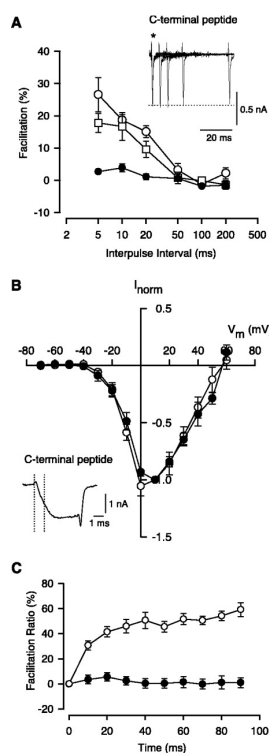 A
C-terminal peptide
*
40
30
20
10
0
-10
Facilitation (%)
0.5 nA
20 ms
2 5 10 20 50 100 200 500
Interpulse Interval (ms)
B
Inorm
0.5
Vm (mV)
-80 -60 -40 -20 20 40 60 80
-0.5
-1.0
-1.5
C-terminal peptide
1 nA
1 ms
C
80
60
40
20
0
-20
Facilitation Ratio (%)
0 20 40 60 80 100
Time (ms)